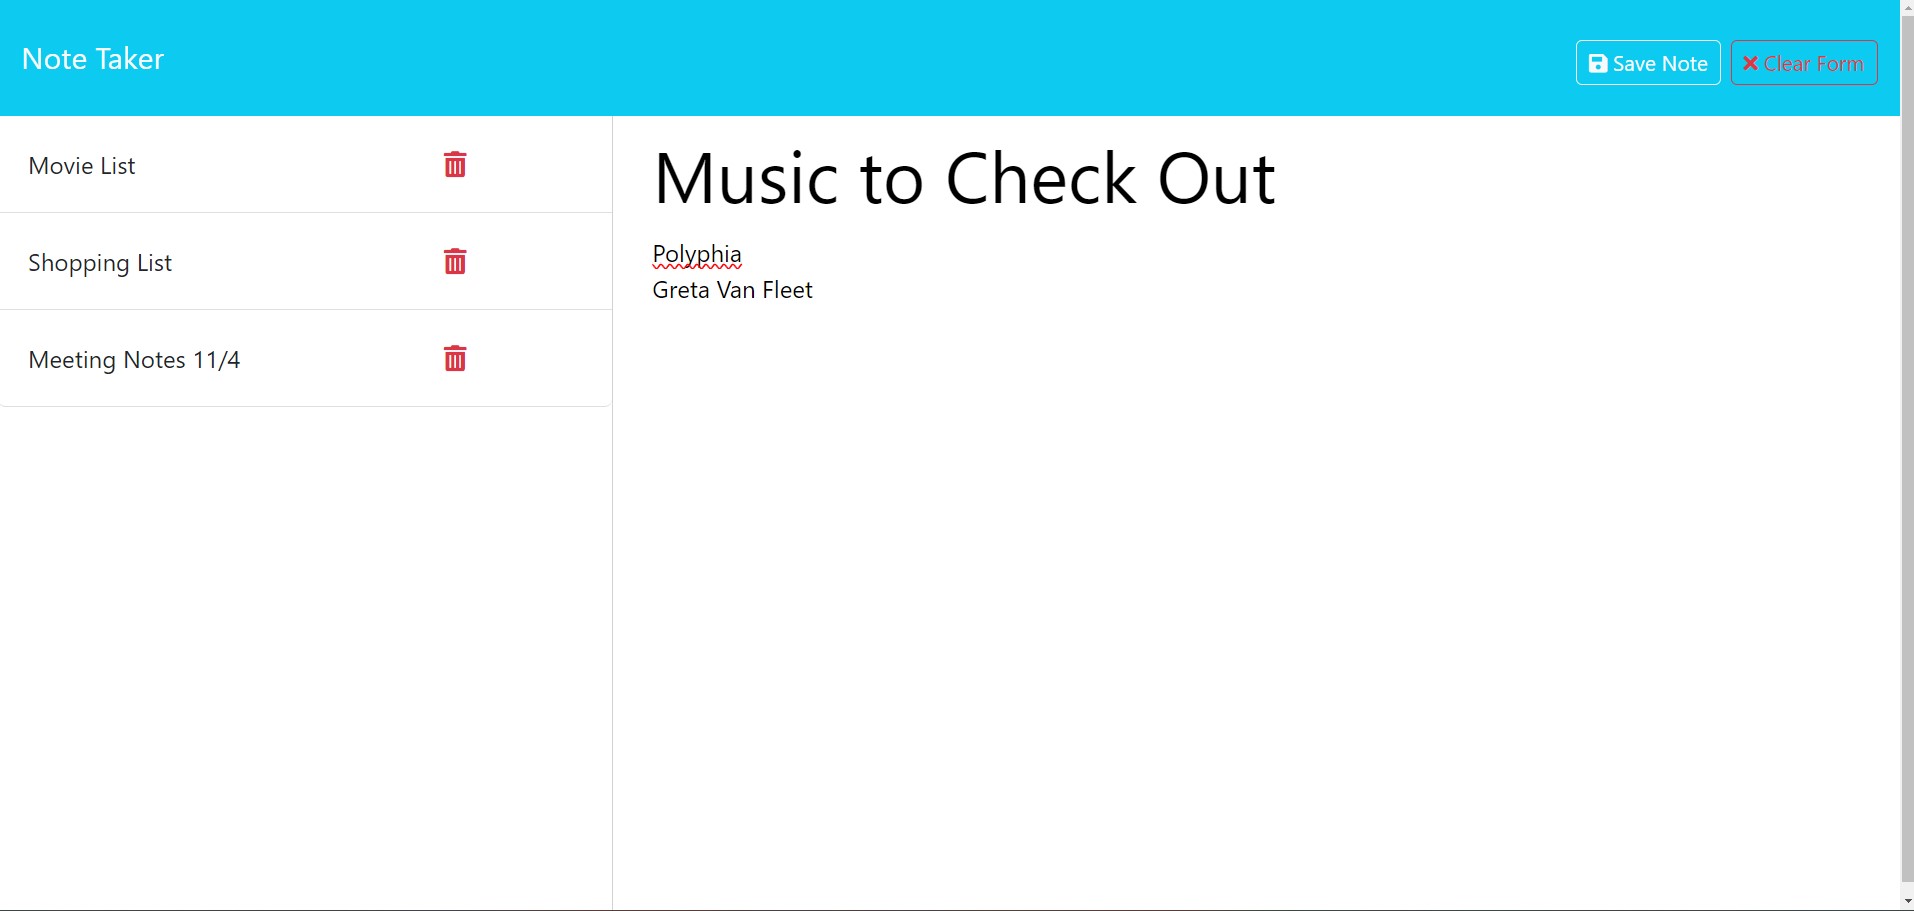 Note Taker
Save Note
Clear Form
Movie List
Shopping List
Meeting Notes 11/4
Music to Check Out
Polyphia
Greta Van Fleet